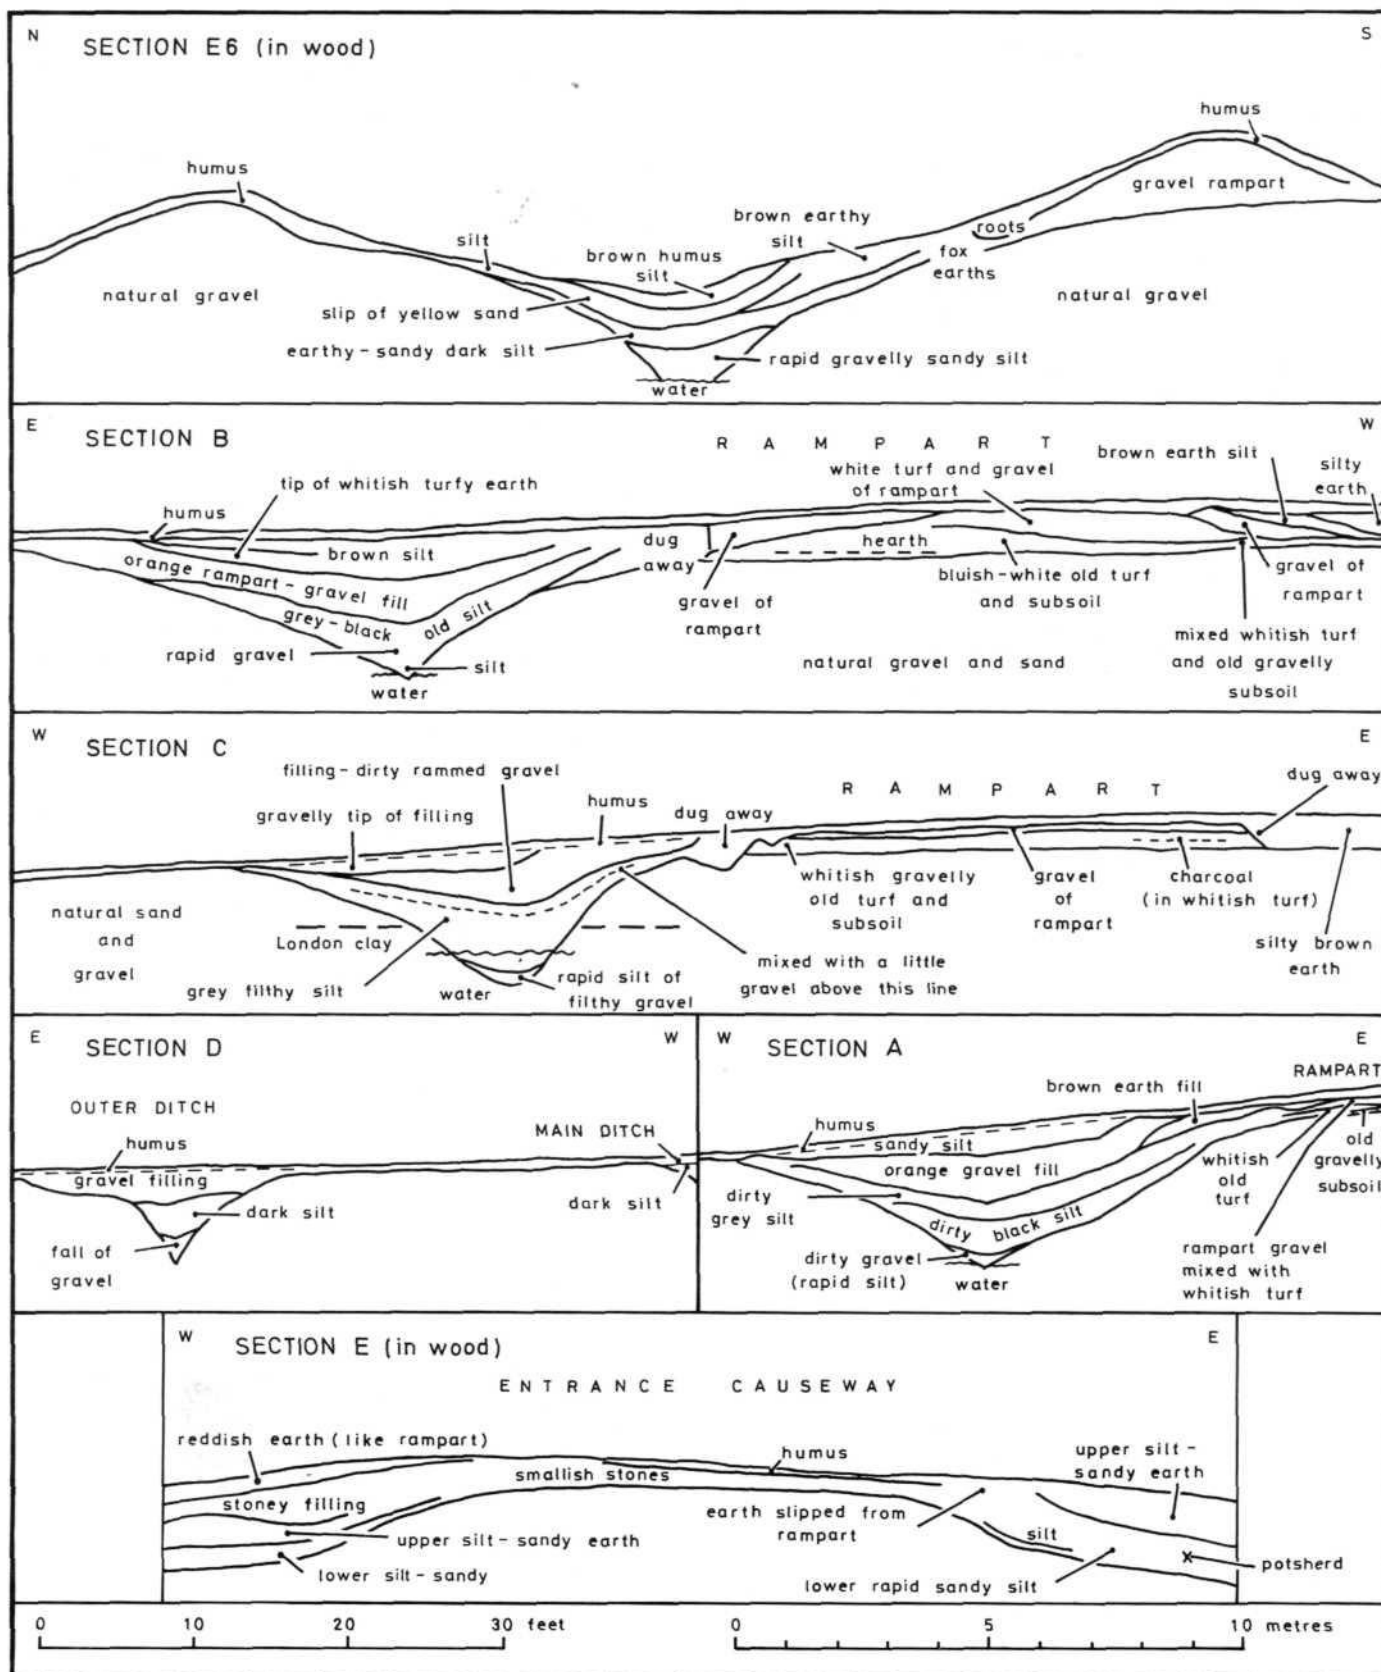 N
SECTION E6 (in wood)
S
humus
humus
gravel rampart
brown earthy
silt
roots
silt
brown humus
silt
fox
earths
natural gravel
natural gravel
slip of yellow sand
earthy-sandy dark silt
rapid gravelly sandy silt
water
E
SECTION B
RAMPART
W
tip of whitish turfy earth
white turf and gravel
of rampart
brown earth silt
silty
earth
humus
brown silt
dug
away
hearth
orange rampart-gravel fill
bluish-white old turf
and subsoil
gravel of
rampart
gravel of
rampart
grey-black old silt
rapid gravel
silt
water
natural gravel and sand
mixed whitish turf
and old gravelly
subsoil
W
SECTION C
E
filling-dirty rammed gravel
RAMPART
dug away
gravelly tip of filling
humus
dug away
whitish gravelly
old turf and
subsoil
gravel
of
rampart
charcoal
(in whitish turf)
natural sand
and
gravel
London clay
silty brown
earth
grey filthy silt
water
rapid silt of
filthy gravel
mixed with a little
gravel above this line
E
SECTION D
W
OUTER DITCH
humus
gravel filling
MAIN DITCH
dark silt
dark silt
fall of
gravel
W
SECTION A
E
RAMPART
brown earth fill
humus
sandy silt
orange gravel fill
whitish
old
turf
old
gravelly
subsoil
dirty
grey silt
dirty black silt
dirty gravel
(rapid silt)
water
rampart gravel
mixed with
whitish turf
W
SECTION E (in wood)
E
ENTRANCE CAUSEWAY
reddish earth (like rampart)
humus
upper silt-
sandy earth
smallish stones
stoney filling
earth slipped from
rampart
silt
upper silt-sandy earth
lower silt-sandy
lower rapid sandy silt
x
potsherd
0 10 20 30 feet
0 5 10 metres